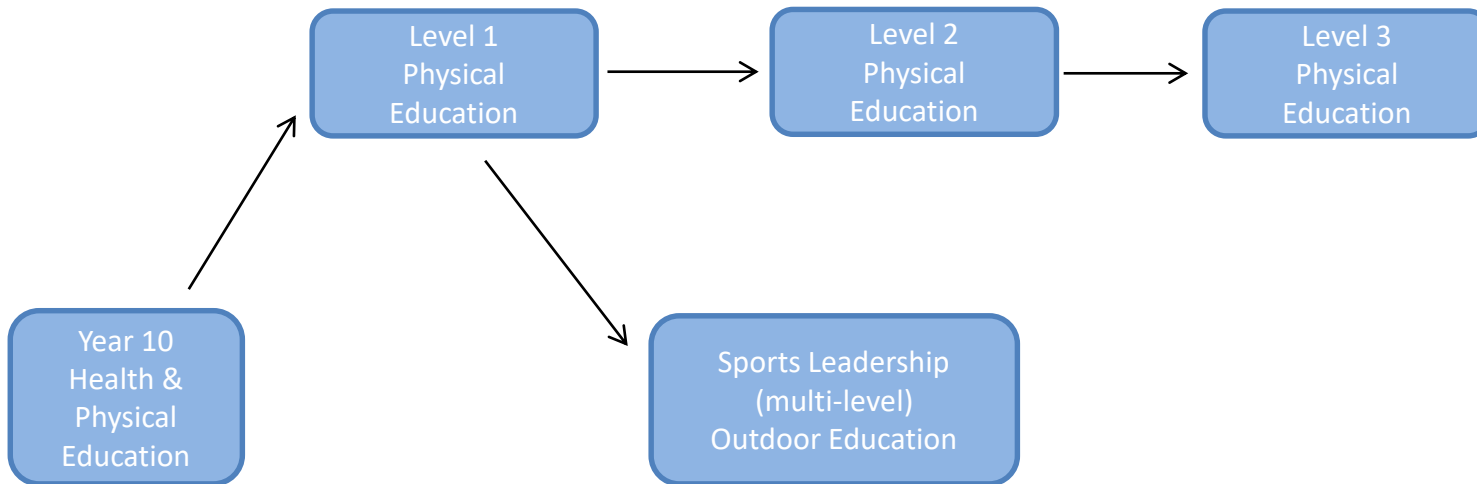 Level 1
Physical
Education
Level 2
Physical
Education
Level 3
Physical
Education
Year 10
Health &
Physical
Education
Sports Leadership
(multi-level)
Outdoor Education